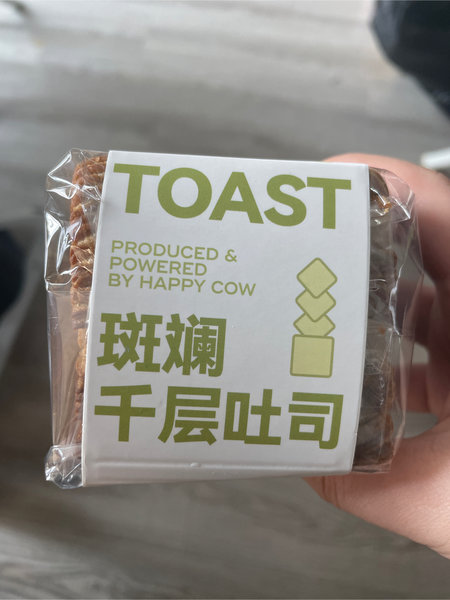 TOAST
PRODUCED &
POWERED
BY HAPPY COW
斑斓
千层吐司